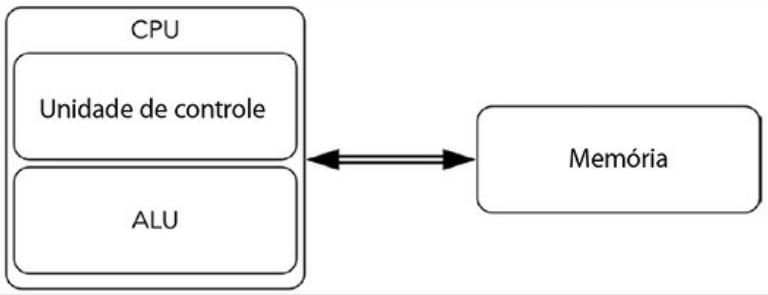 CPU
Unidade de controle
ALU
Memória